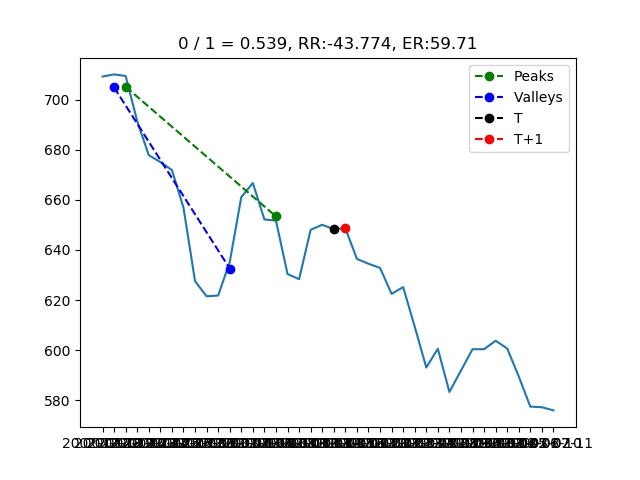 0 / 1 = 0.539, RR:-43.774, ER:59.71
Peaks
Valleys
T
T+1
700
680
660
640
620
600
580